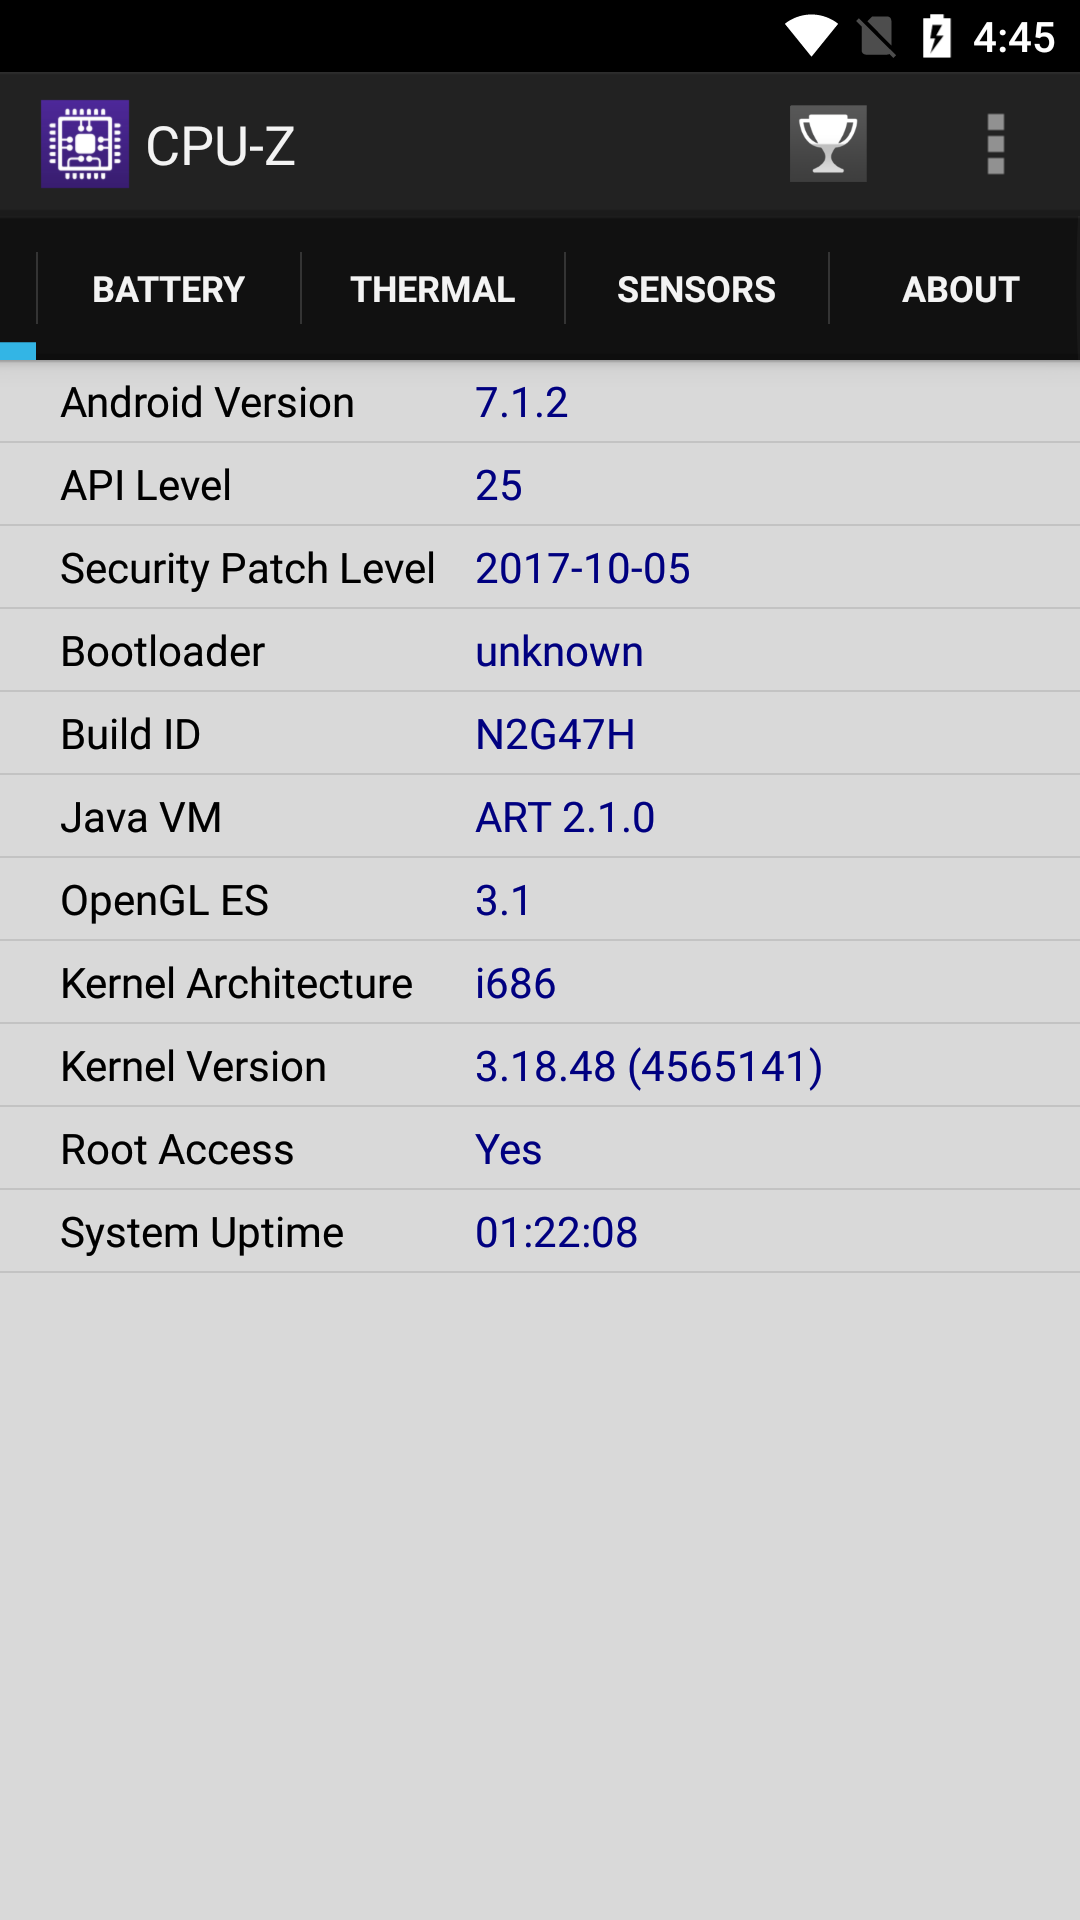 4:45
CPU-Z
BATTERY THERMAL SENSORS ABOUT
Android Version 7.1.2
API Level 25
Security Patch Level 2017-10-05
Bootloader unknown
Build ID N2G47H
Java VM ART 2.1.0
OpenGL ES 3.1
Kernel Architecture i686
Kernel Version 3.18.48 (4565141)
Root Access Yes
System Uptime 01:22:08